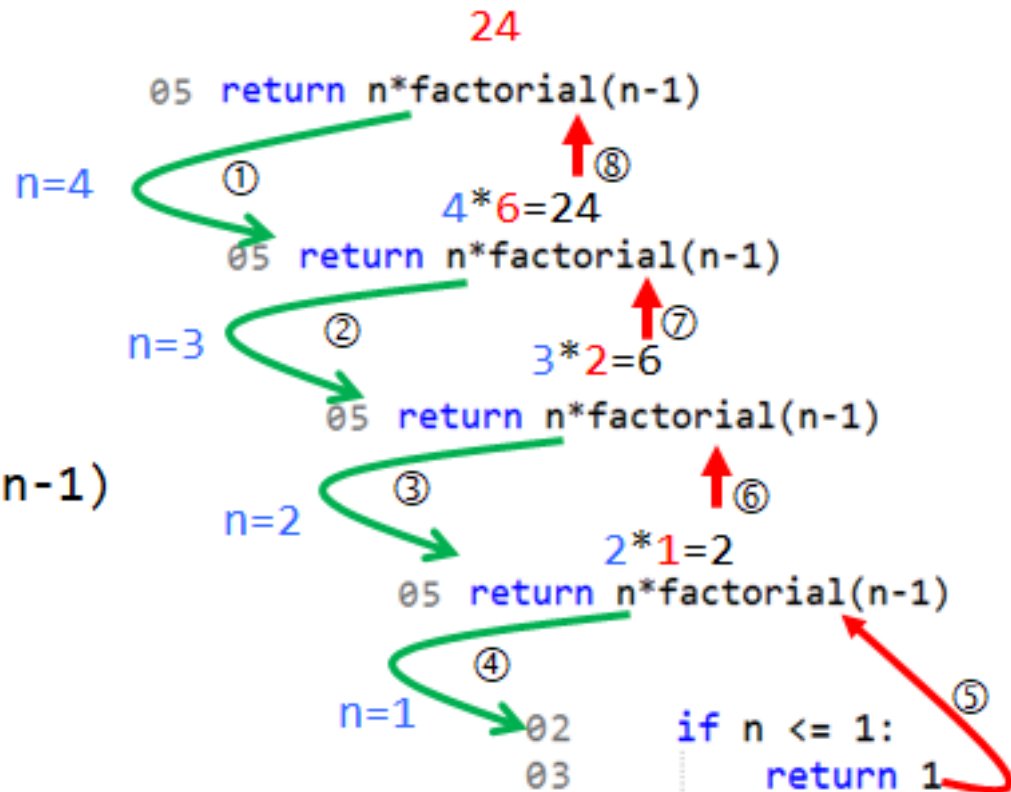 24
05 return n*factorial(n-1)
n=4 ① ⑧
4*6=24
05 return n*factorial(n-1)
n=3 ② ⑦
3*2=6
05 return n*factorial(n-1)
n-1)
n=2 ③ ⑥
2*1=2
05 return n*factorial(n-1)
n=1 ④ ⑤
02 if n <= 1:
03 return 1